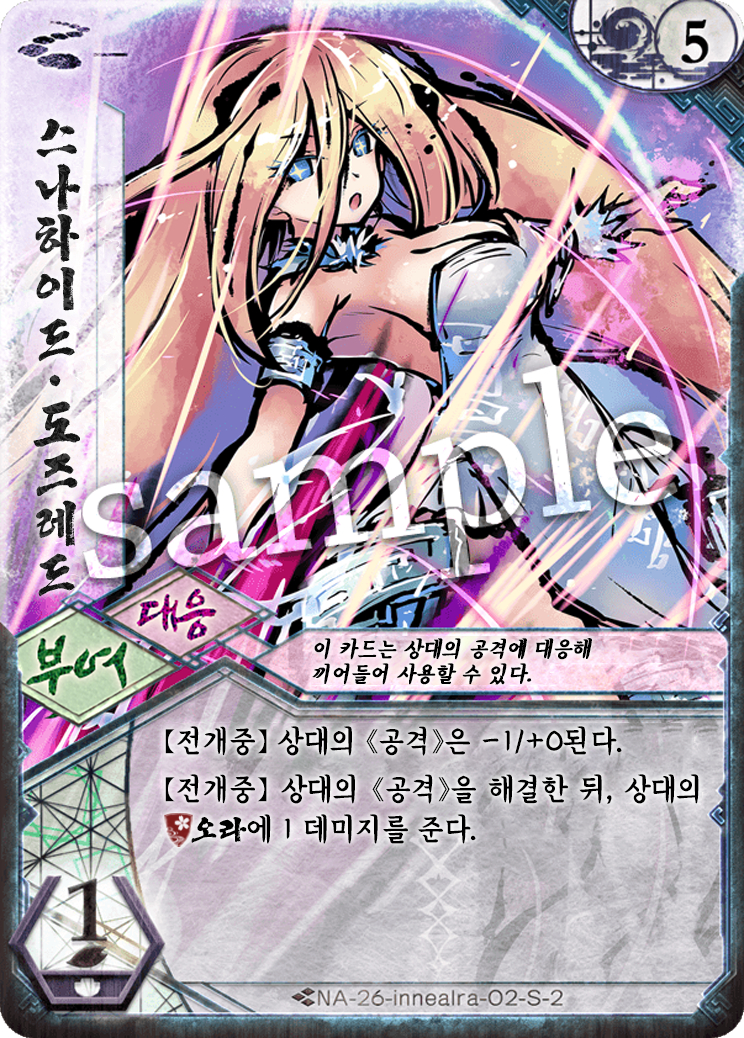 5
스나하이드·도즈레드
sample
대응
부여
이 카드는 상대의 공격에 대응해
끼어들어 사용할 수 있다.
【전개중】 상대의 《공격》은 -1/+0된다.
【전개중】 상대의 《공격》을 해결한 뒤, 상대의
오라에 1 데미지를 준다.
1
NA-26-innealra-02-S-2